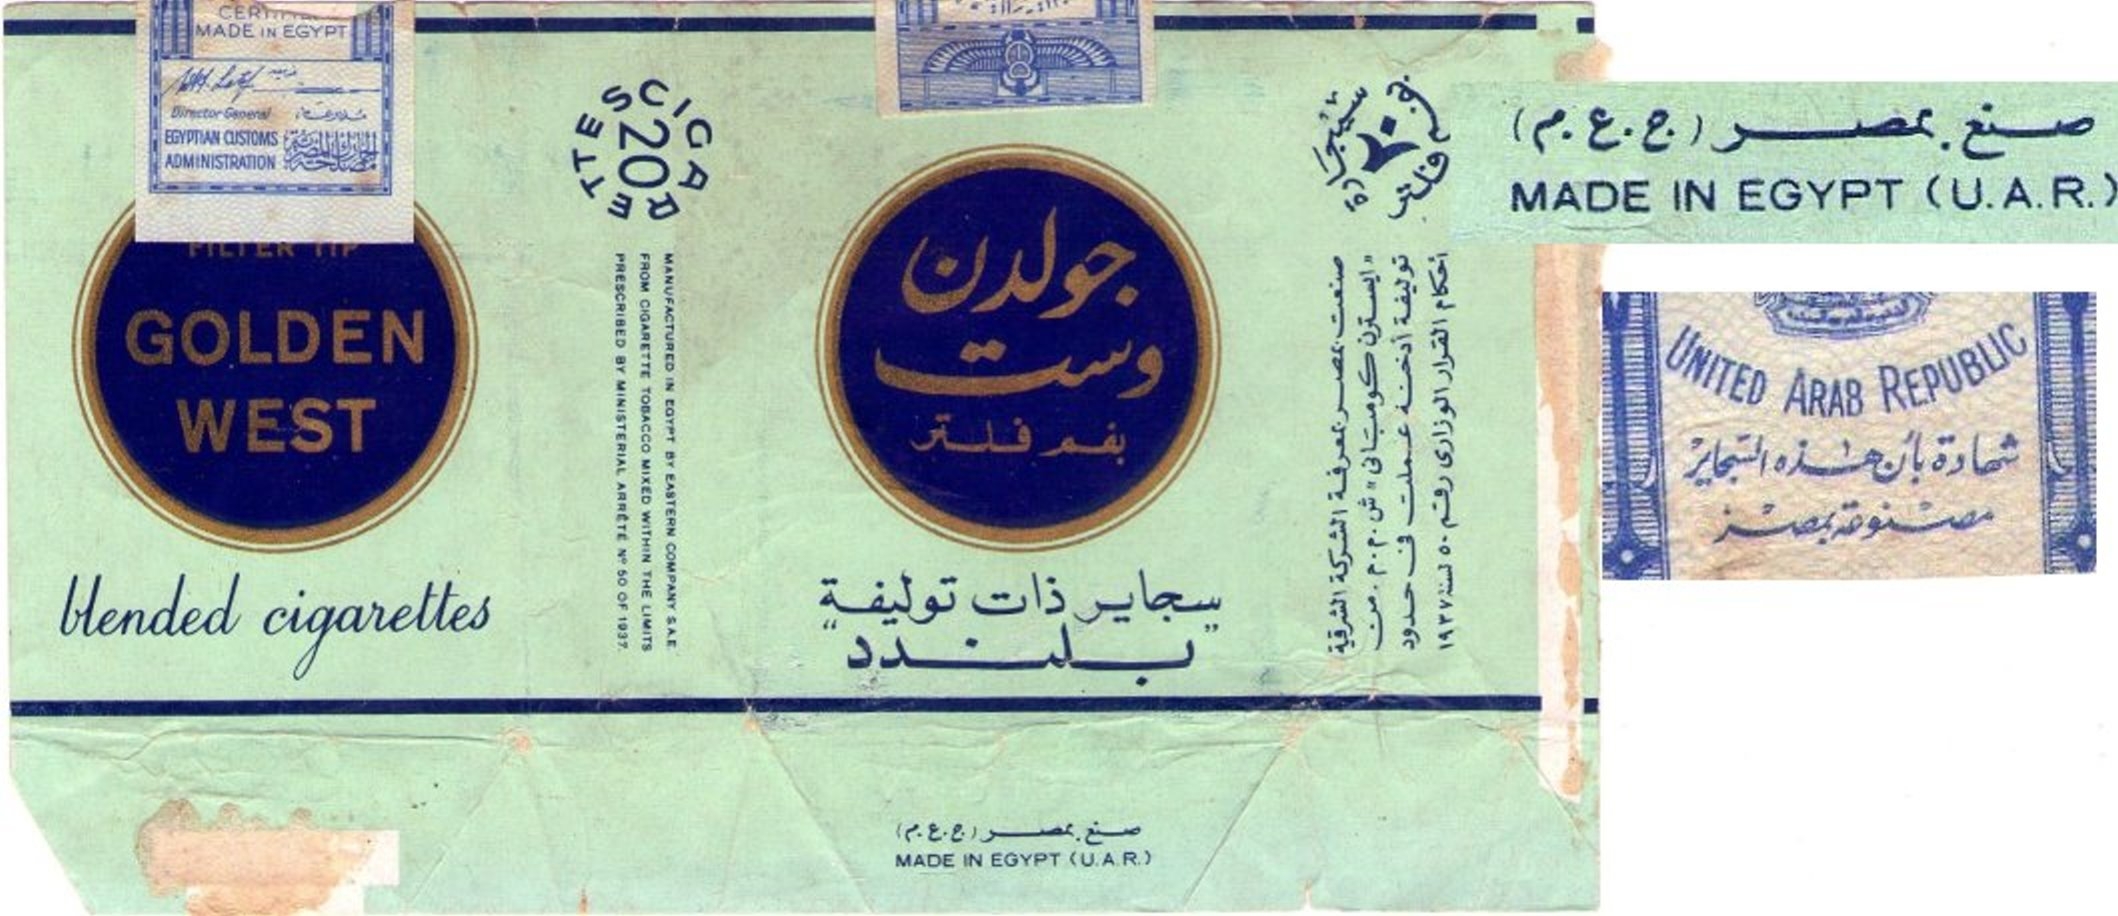 MADE IN EGYPT
Director-General
EGYPTIAN CUSTOMS
ADMINISTRATION
مصلحة الجمارك المصرية
FILTER TIP
GOLDEN
WEST
blended cigarettes
20
CIGARETTES
MANUFACTURED IN EGYPT BY EASTERN COMPANY S.A.E.
FROM CIGARETTE TOBACCO MIXED WITHIN THE LIMITS
PRESCRIBED BY MINISTERIAL ARRÊTÉ Nº 50 OF 1937
جولدن
وست
بفم فلتر
سجاير ذات توليفة
"بلندد"
٢٠
سيجارة
بفم فلتر
صنعت بمصر بمعرفة الشركة الشرقية
"ايسترن كومبانى" ش.م.م. من
توليفة أدخنة عملت فى حدود
أحكام القرار الوزارى رقم ٥٠ لسنة ١٩٣٧
صنع بمصر (ج.ع.م)
MADE IN EGYPT (U.A.R.)
صنع بمصر (ج.ع.م)
MADE IN EGYPT (U.A.R.)
UNITED ARAB REPUBLIC
شهادة بأن هذه السجاير
مصنوعة بمصر